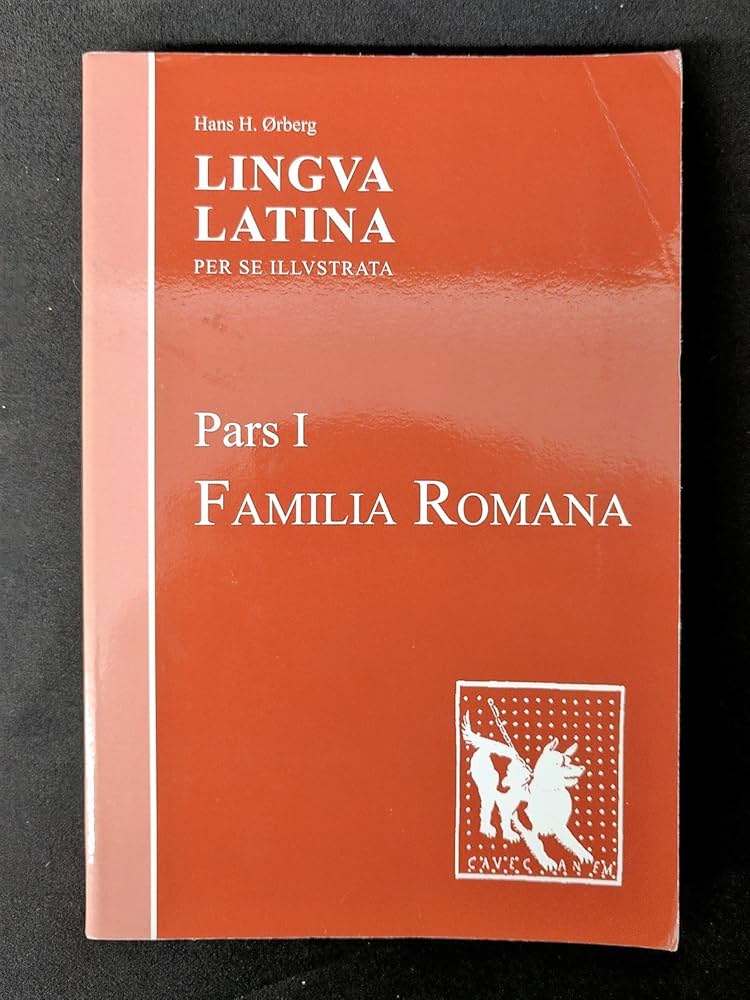 Hans H. Ørberg
LINGVA
LATINA
PER SE ILLVSTRATA
Pars I
FAMILIA ROMANA
CAVE CANEM